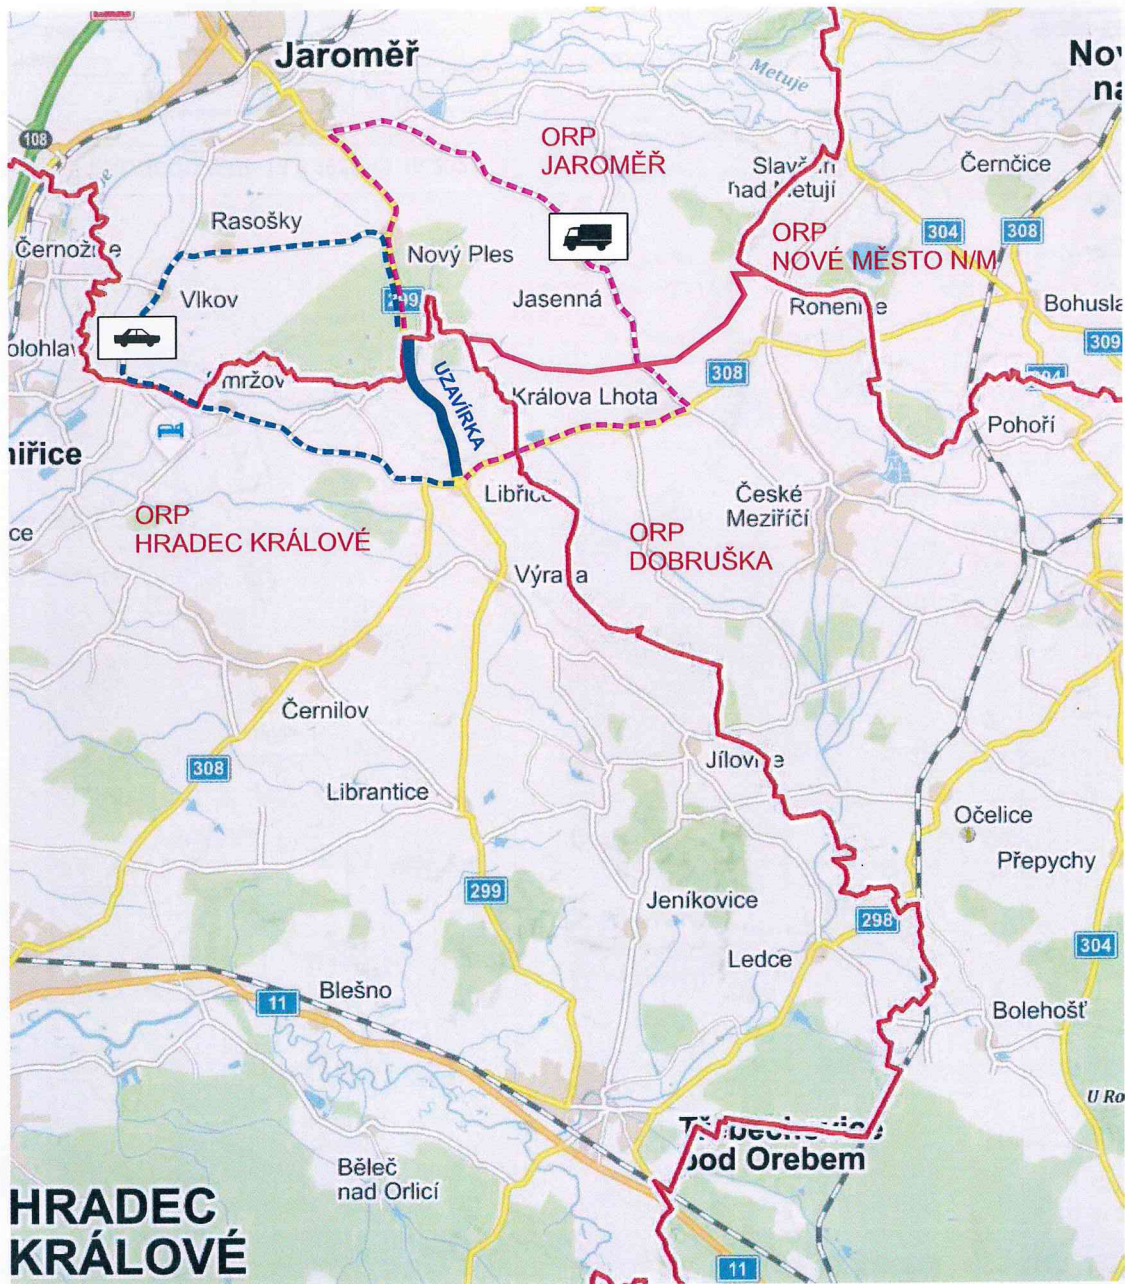 Jaroměř
Metuje
108
ORP
JAROMĚŘ
nad Metují
Černčice
Rasošky
304
308
ORP
NOVÉ MĚSTO N/M
Nový Ples
Vlkov
299
Jasenná
309
308
Králova Lhota
UZAVÍRKA
Pohoří
České
Meziříčí
ORP
HRADEC KRÁLOVÉ
ORP
DOBRUŠKA
Černilov
308
Librantice
Očelice
Přepychy
299
Jeníkovice
298
304
Ledce
Blešno
11
Bolehošť
pod Orebem
Běleč
nad Orlicí
HRADEC
KRÁLOVÉ
11